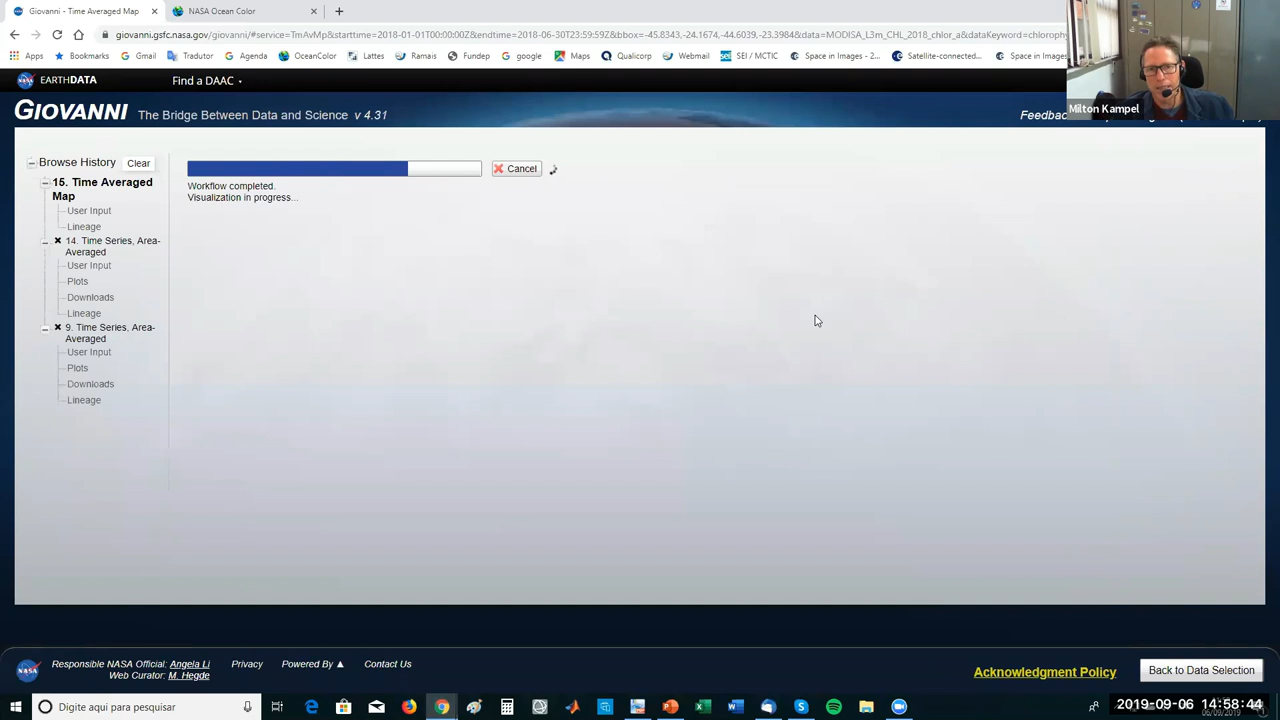 Giovanni - Time Averaged Map
NASA Ocean Color
giovanni.gsfc.nasa.gov/giovanni/#service=TmAvMp&starttime=2018-01-01T00:00:00Z&endtime=2018-06-30T23:59:59Z&bbox=-45.8343,-24.1674,-44.6039,-23.3984&data=MODISA_L3m_CHL_2018_chlor_a&dataKeyword=chloroph
Apps Bookmarks Gmail Tradutor Agenda OceanColor Lattes Ramais Fundep google Maps Qualicorp Webmail SEI / MCTIC Space in Images - 2... Satellite-connected... Space in Images
EARTHDATA Find a DAAC
Milton Kampel
GIOVANNI The Bridge Between Data and Science v 4.31 Feedbac
Browse History Clear
Cancel
Workflow completed.
Visualization in progress...
15. Time Averaged
Map
User Input
Lineage
14. Time Series, Area-
Averaged
User Input
Plots
Downloads
Lineage
9. Time Series, Area-
Averaged
User Input
Plots
Downloads
Lineage
Responsible NASA Official: Angela Li Privacy Powered By ▲ Contact Us
Web Curator: M. Hegde
Acknowledgment Policy
Back to Data Selection
Digite aqui para pesquisar
2019-09-06 14:58:44
06/09/2019